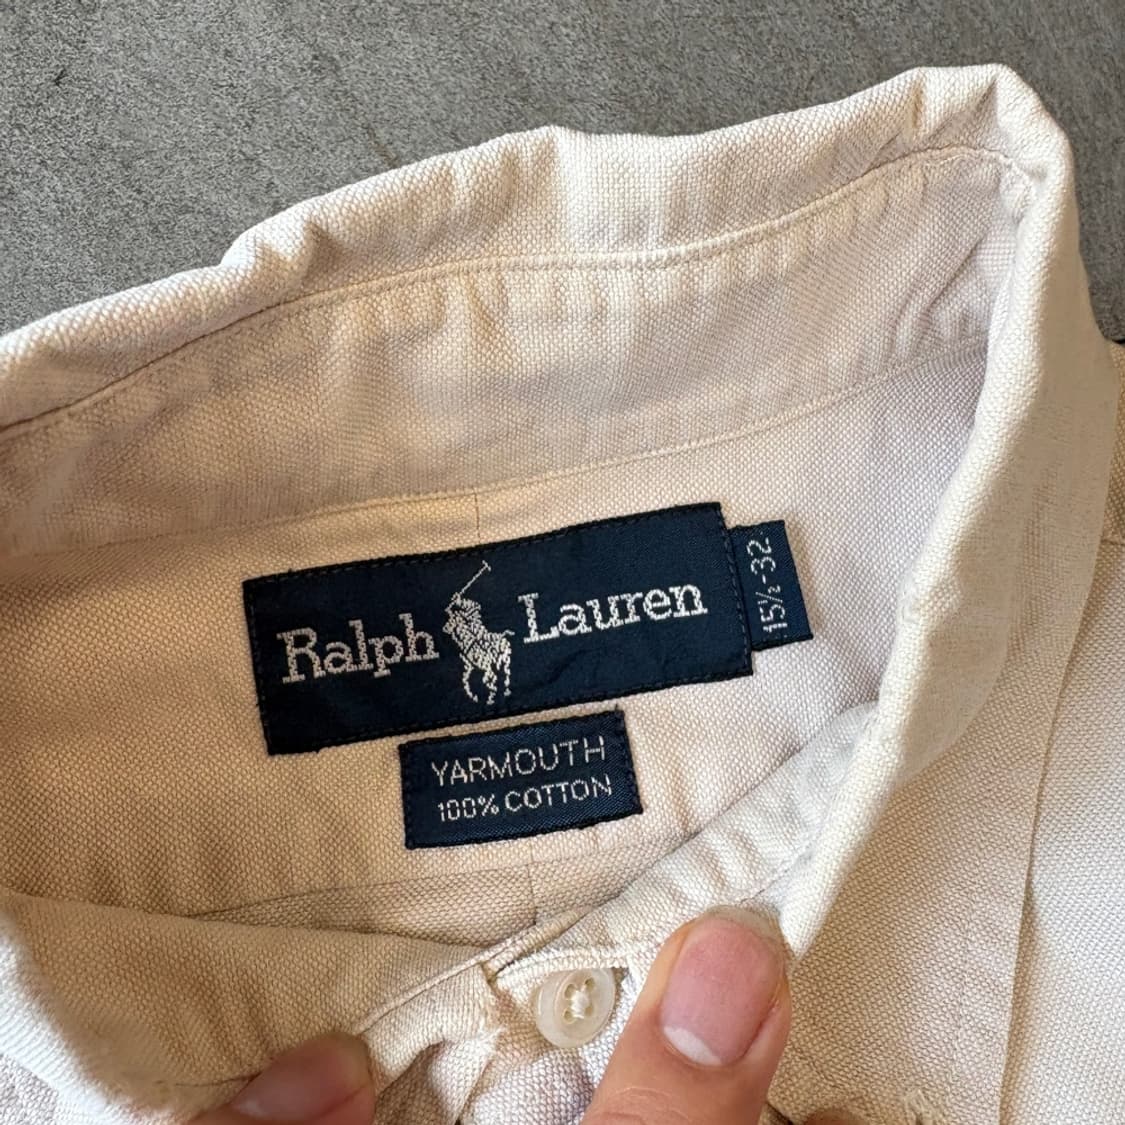 Ralph Lauren
15½-32
YARMOUTH
100% COTTON